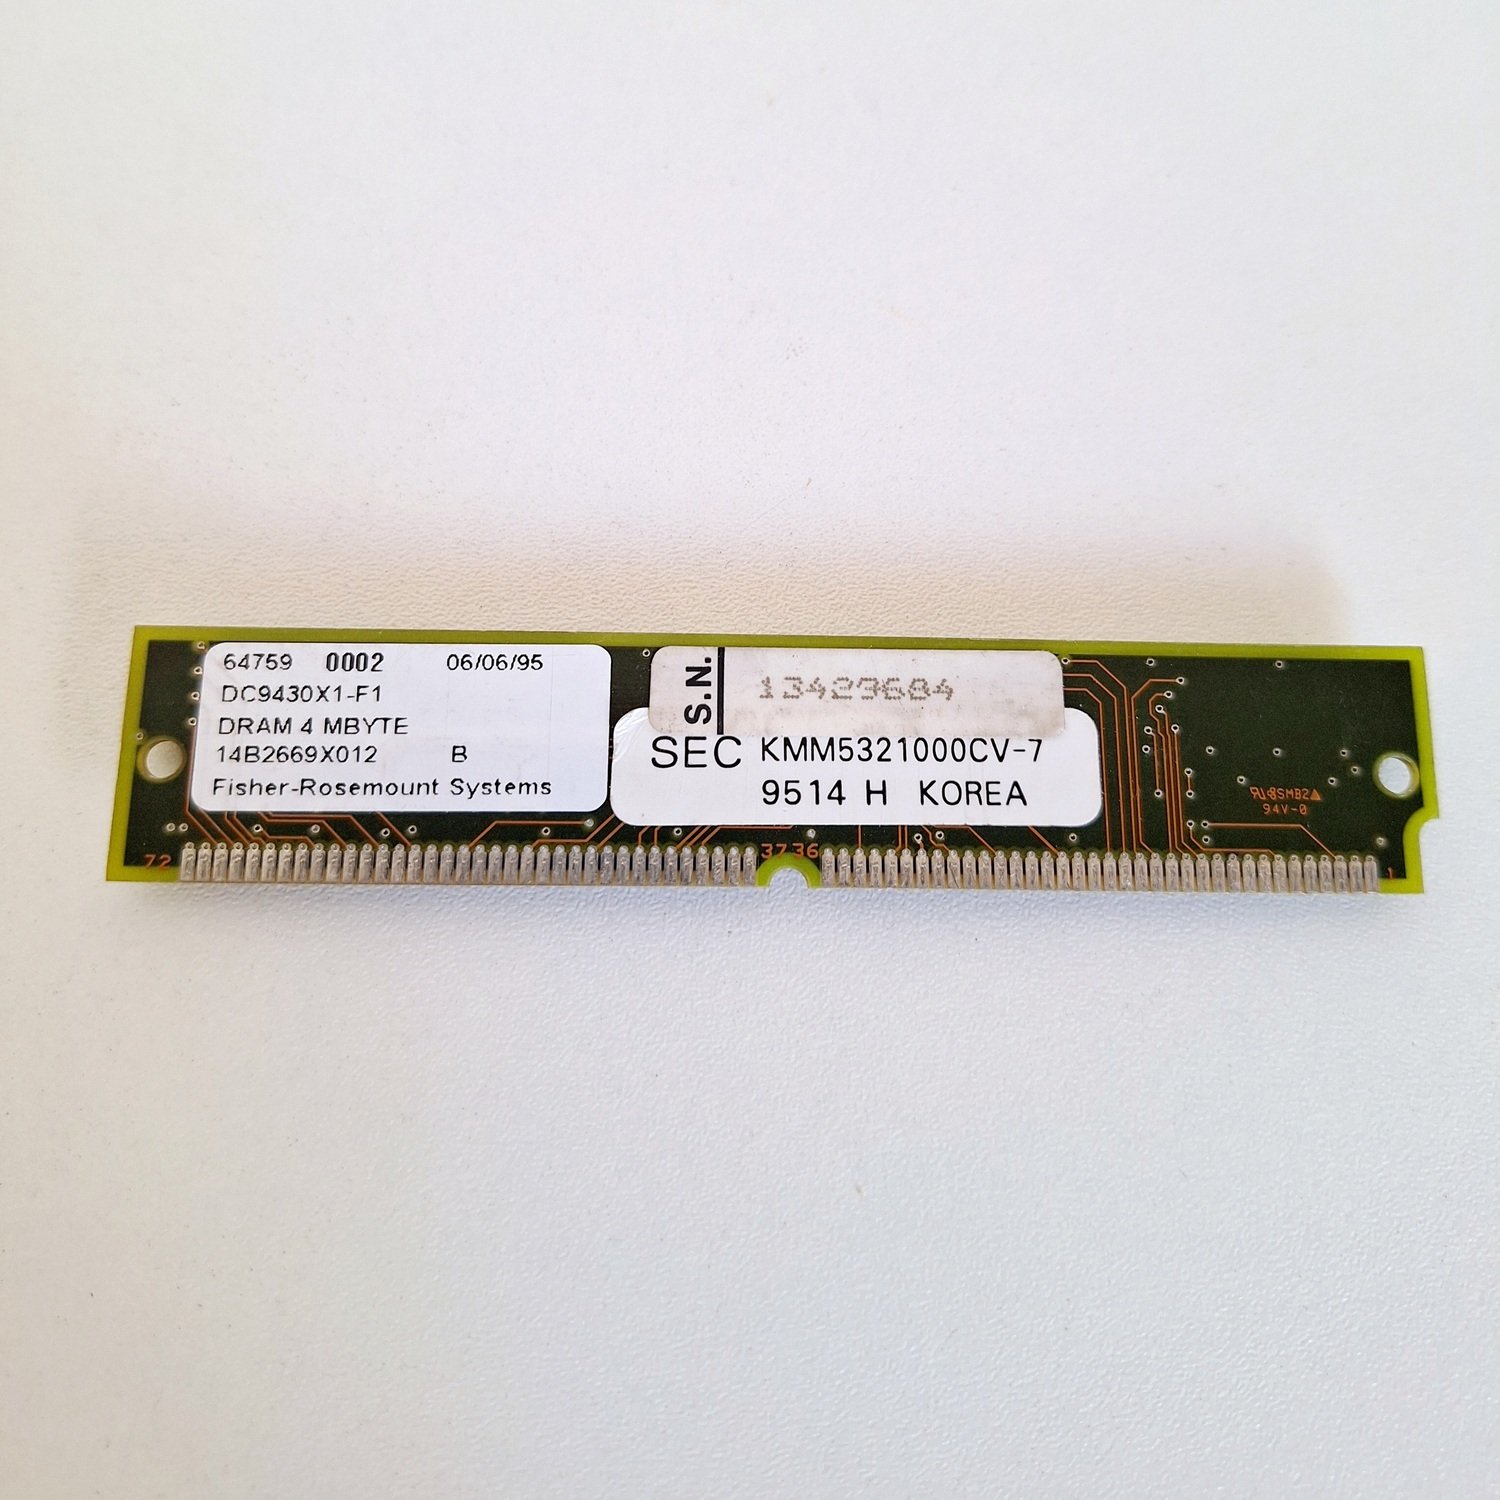 64759 0002 06/06/95
DC9430X1-F1
DRAM 4 MBYTE
14B2669X012 B
Fisher-Rosemount Systems
S.N. 13429684
SEC KMM5321000CV-7
9514 H KOREA
94V-0
72
37 36
1